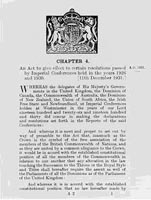 CHAPTER 4.
An Act to give effect to certain resolutions passed
by Imperial Conferences held in the years 1926
and 1930. [11th December 1931.]
WHEREAS the delegates of His Majesty's Govern-
ments in the United Kingdom, the Dominion of
Canada, the Commonwealth of Australia, the Dominion
of New Zealand, the Union of South Africa, the Irish
Free State and Newfoundland, at Imperial Conferences
holden at Westminster in the years of our Lord
nineteen hundred and twenty-six and nineteen hundred
and thirty did concur in making the declarations
and resolutions set forth in the Reports of the said
Conferences:
And whereas it is meet and proper to set out by
way of preamble to this Act that, inasmuch as the
Crown is the symbol of the free association of the
members of the British Commonwealth of Nations, and
as they are united by a common allegiance to the Crown,
it would be in accord with the established constitutional
position of all the members of the Commonwealth in
relation to one another that any alteration in the law
touching the Succession to the Throne or the Royal Style
and Titles shall hereafter require the assent as well of
the Parliaments of all the Dominions as of the Parliament
of the United Kingdom:
And whereas it is in accord with the established
constitutional position that no law hereafter made by